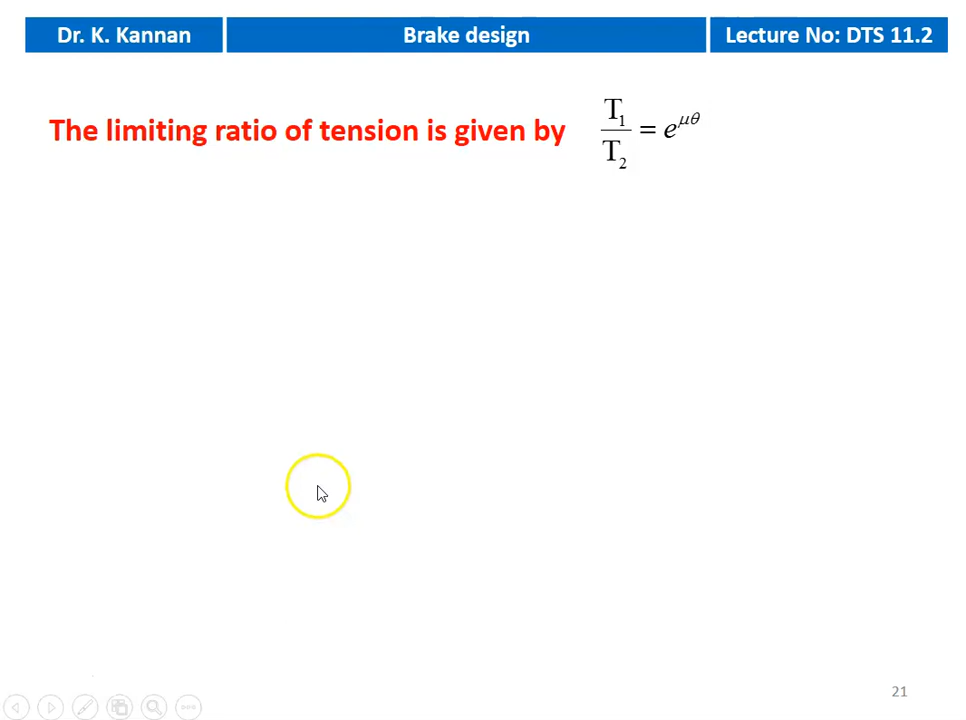 Dr. K. Kannan
Brake design
Lecture No: DTS 11.2
The limiting ratio of tension is given by T₁/T₂ = e^μθ
21